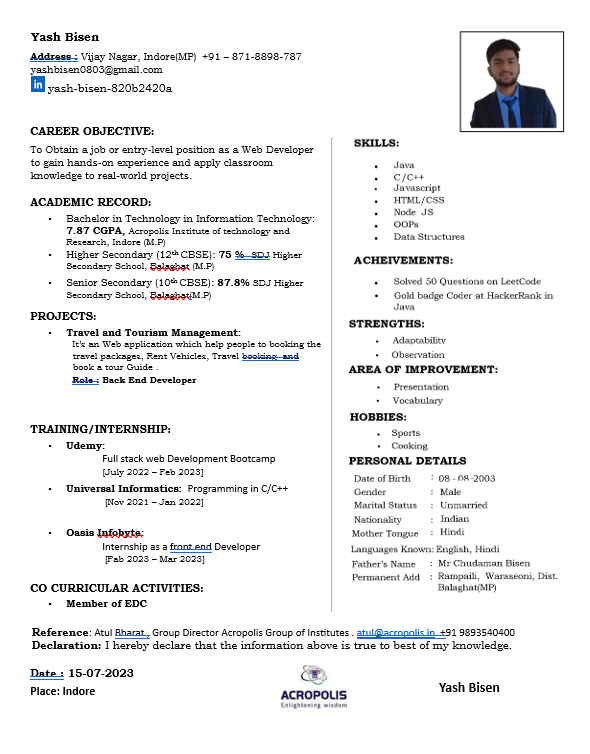 Yash Bisen
Address : Vijay Nagar, Indore(MP) +91 – 871-8898-787
yashbisen0803@gmail.com
in yash-bisen-820b2420a
CAREER OBJECTIVE:
To Obtain a job or entry-level position as a Web Developer
to gain hands-on experience and apply classroom
knowledge to real-world projects.
ACADEMIC RECORD:
• Bachelor in Technology in Information Technology:
7.87 CGPA, Acropolis Institute of technology and
Research, Indore (M.P)
• Higher Secondary (12th CBSE): 75 % SDJ Higher
Secondary School, Balaghat (M.P)
• Senior Secondary (10th CBSE): 87.8% SDJ Higher
Secondary School, Balaghat(M.P)
PROJECTS:
• Travel and Tourism Management:
It's an Web application which help people to booking the
travel packages, Rent Vehicles, Travel booking and
book a tour Guide .
Role : Back End Developer
TRAINING/INTERNSHIP:
• Udemy:
Full stack web Development Bootcamp
[July 2022 – Feb 2023]
• Universal Informatics: Programming in C/C++
[Nov 2021 – Jan 2022]
• Oasis Infobyte:
Internship as a front end Developer
[Fab 2023 – Mar 2023]
CO CURRICULAR ACTIVITIES:
• Member of EDC
SKILLS:
• Java
• C/C++
• Javascript
• HTML/CSS
• Node JS
• OOPs
• Data Structures
ACHEIVEMENTS:
• Solved 50 Questions on LeetCode
• Gold badge Coder at HackerRank in
Java
STRENGTHS:
• Adaptability
• Observation
AREA OF IMPROVEMENT:
• Presentation
• Vocabulary
HOBBIES:
• Sports
• Cooking
PERSONAL DETAILS
Date of Birth : 08 - 08 -2003
Gender : Male
Marital Status : Unmarried
Nationality : Indian
Mother Tongue : Hindi
Languages Known: English, Hindi
Father's Name : Mr Chudaman Bisen
Permanent Add : Rampaili, Waraseoni, Dist.
Balaghat(MP)
Reference: Atul Bharat., Group Director Acropolis Group of Institutes . atul@acropolis.in +91 9893540400
Declaration: I hereby declare that the information above is true to best of my knowledge.
Date : 15-07-2023
Place: Indore
ACROPOLIS
Enlightening wisdom
Yash Bisen